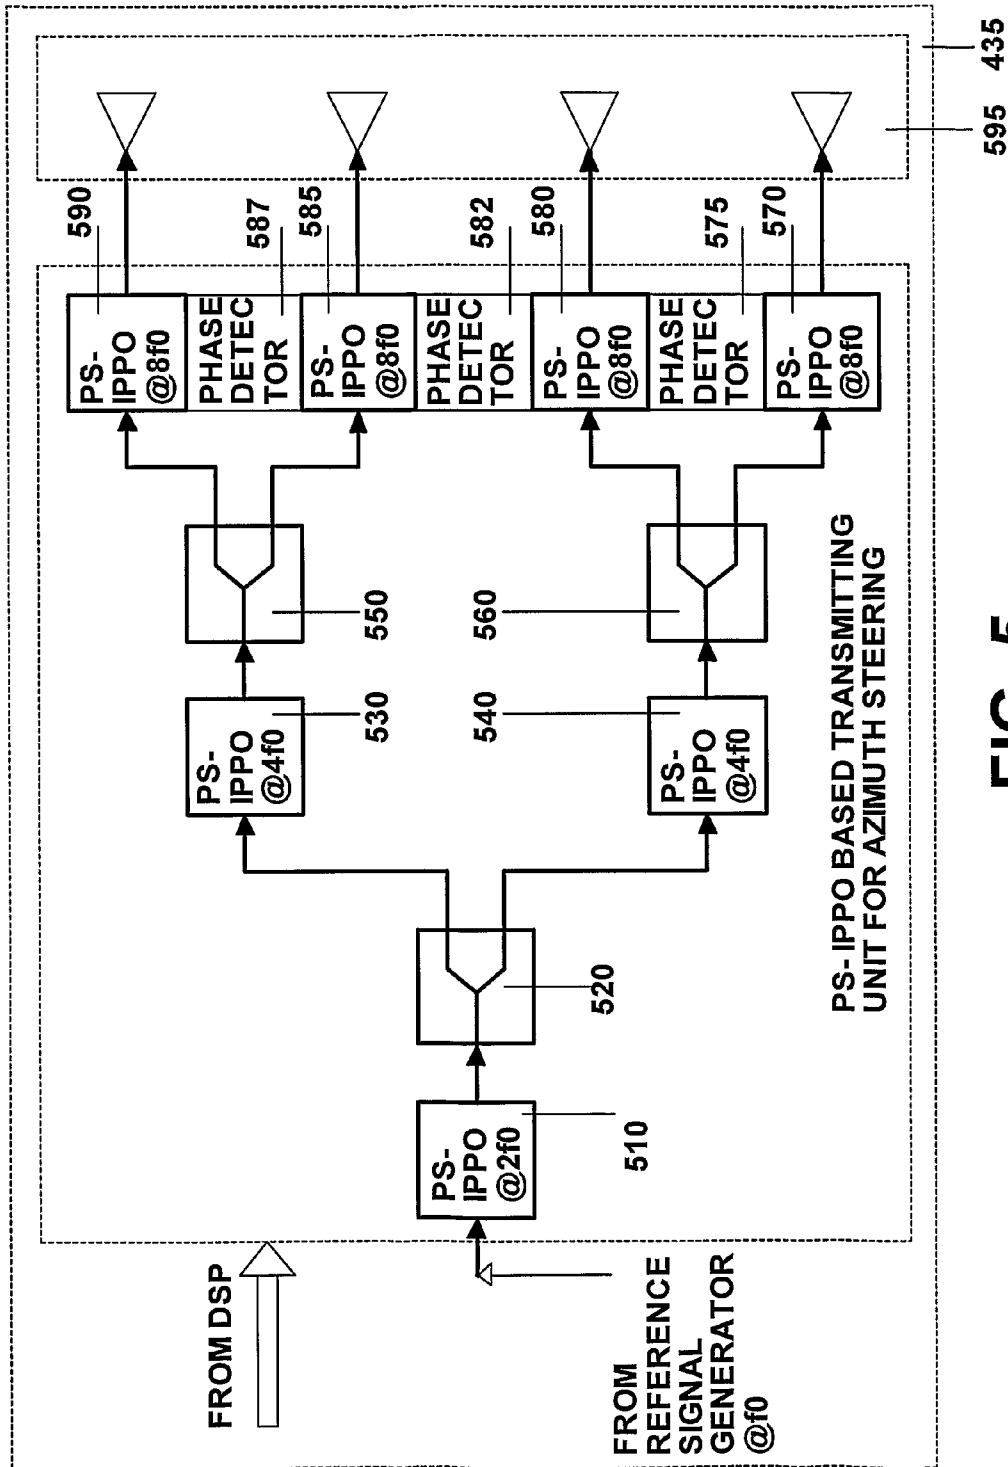 FROM DSP
FROM
REFERENCE
SIGNAL
GENERATOR
@f0
PS-
IPPO
@2f0
510
520
PS-
IPPO
@4f0
530
PS-
IPPO
@4f0
540
550
560
PS-
IPPO
@8f0
590
PHASE
DETEC
TOR
587
PS-
IPPO
@8f0
585
PHASE
DETEC
TOR
582
PS-
IPPO
@8f0
580
PHASE
DETEC
TOR
575
PS-
IPPO
@8f0
570
PS-IPPO BASED TRANSMITTING
UNIT FOR AZIMUTH STEERING
595
435
FIG. 5